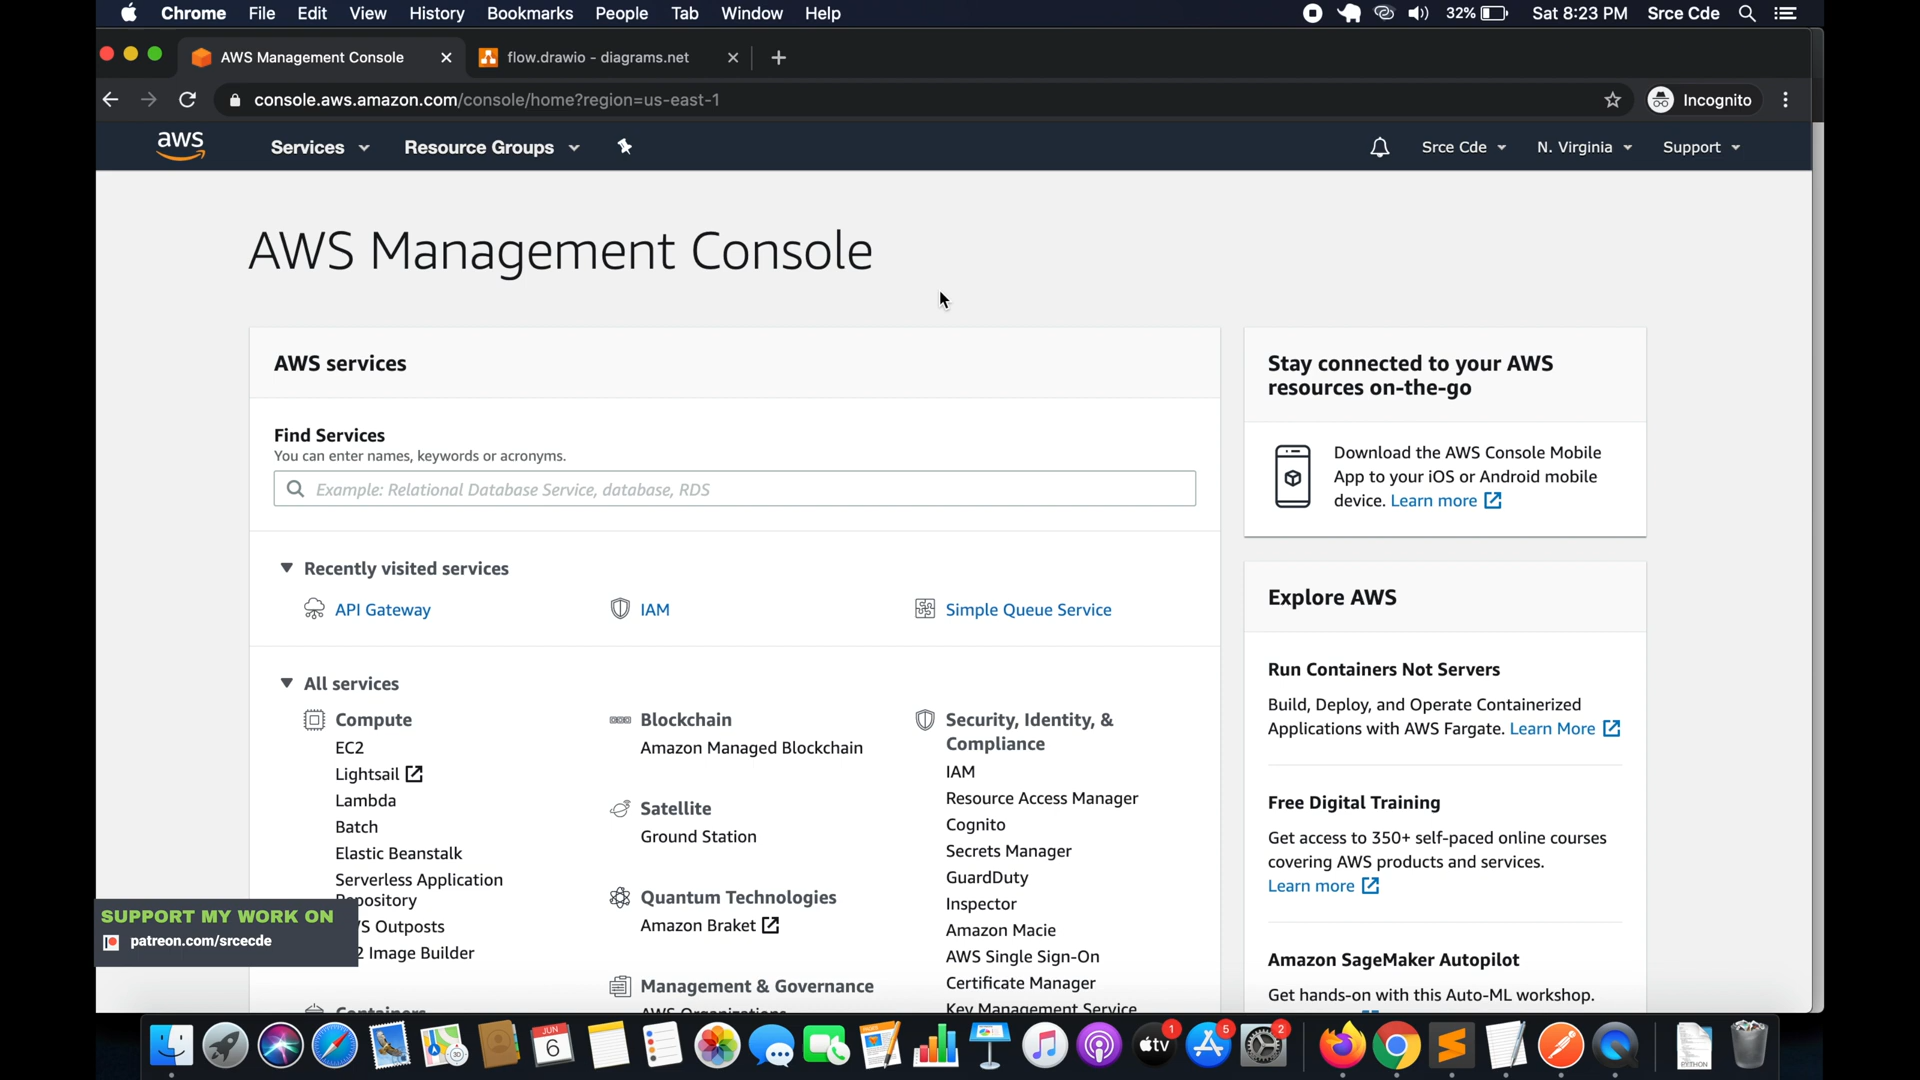 Chrome File Edit View History Bookmarks People Tab Window Help 32% Sat 8:23 PM Srce Cde
AWS Management Console flow.drawio - diagrams.net
console.aws.amazon.com/console/home?region=us-east-1 Incognito
aws Services Resource Groups Srce Cde N. Virginia Support
AWS Management Console
AWS services
Find Services
You can enter names, keywords or acronyms.
Example: Relational Database Service, database, RDS
Recently visited services
API Gateway IAM Simple Queue Service
All services
Compute
EC2
Lightsail
Lambda
Batch
Elastic Beanstalk
Serverless Application
Outposts
Image Builder
Blockchain
Amazon Managed Blockchain
Satellite
Ground Station
Quantum Technologies
Amazon Braket
Management & Governance
Security, Identity, &
Compliance
IAM
Resource Access Manager
Cognito
Secrets Manager
GuardDuty
Inspector
Amazon Macie
AWS Single Sign-On
Certificate Manager
Key Management Service
Stay connected to your AWS
resources on-the-go
Download the AWS Console Mobile
App to your iOS or Android mobile
device. Learn more
Explore AWS
Run Containers Not Servers
Build, Deploy, and Operate Containerized
Applications with AWS Fargate. Learn More
Free Digital Training
Get access to 350+ self-paced online courses
covering AWS products and services.
Learn more
Amazon SageMaker Autopilot
Get hands-on with this Auto-ML workshop.
SUPPORT MY WORK ON
patreon.com/srcecde
JUN
6
tv
1
5
2
PYTHON